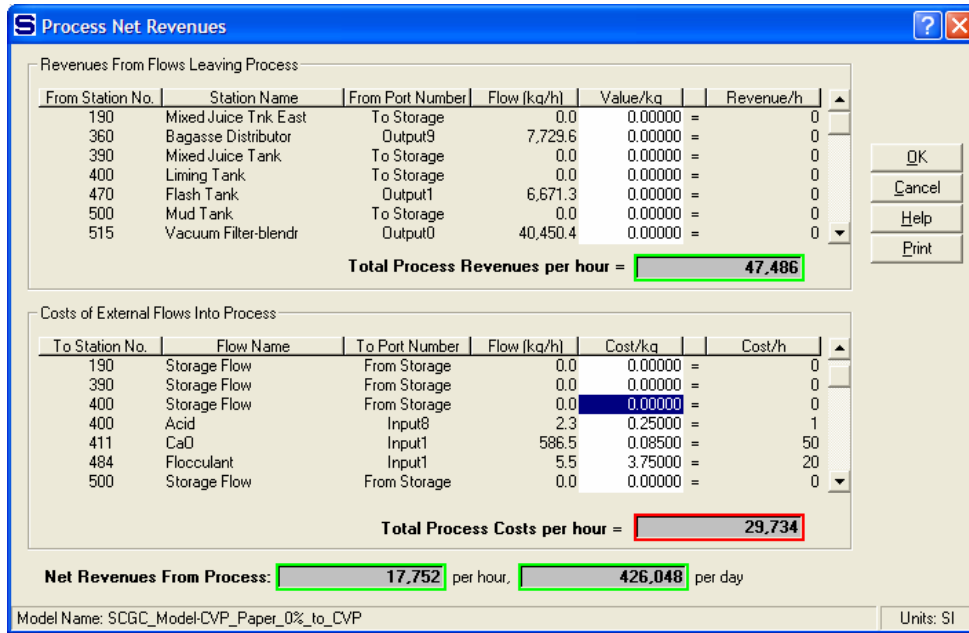 S Process Net Revenues ?
Revenues From Flows Leaving Process
From Station No. Station Name From Port Number Flow (kg/h) Value/kg Revenue/h
190 Mixed Juice Tnk East To Storage 0.0 0.00000 = 0
360 Bagasse Distributor Output9 7,729.6 0.00000 = 0
390 Mixed Juice Tank To Storage 0.0 0.00000 = 0
400 Liming Tank To Storage 0.0 0.00000 = 0
470 Flash Tank Output1 6,671.3 0.00000 = 0
500 Mud Tank To Storage 0.0 0.00000 = 0
515 Vacuum Filter-blendr Output0 40,450.4 0.00000 = 0
Total Process Revenues per hour = 47,486
OK
Cancel
Help
Print
Costs of External Flows Into Process
To Station No. Flow Name To Port Number Flow (kg/h) Cost/kg Cost/h
190 Storage Flow From Storage 0.0 0.00000 = 0
390 Storage Flow From Storage 0.0 0.00000 = 0
400 Storage Flow From Storage 0.0 0.00000 = 0
400 Acid Input8 2.3 0.25000 = 1
411 CaO Input1 586.5 0.08500 = 50
484 Flocculant Input1 5.5 3.75000 = 20
500 Storage Flow From Storage 0.0 0.00000 = 0
Total Process Costs per hour = 29,734
Net Revenues From Process: 17,752 per hour, 426,048 per day
Model Name: SCGC_Model-CVP_Paper_0%_to_CVP Units: SI